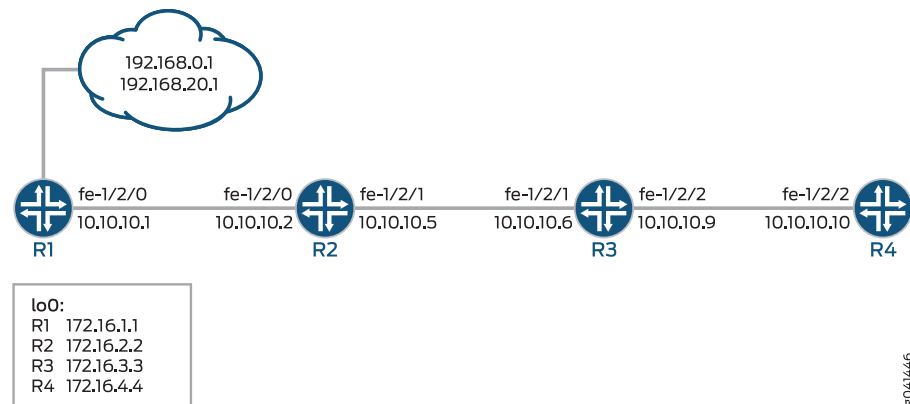 192.168.0.1
192.168.20.1
fe-1/2/0 fe-1/2/0 fe-1/2/1 fe-1/2/1 fe-1/2/2 fe-1/2/2
10.10.10.1 10.10.10.2 10.10.10.5 10.10.10.6 10.10.10.9 10.10.10.10
R1 R2 R3 R4
lo0:
R1 172.16.1.1
R2 172.16.2.2
R3 172.16.3.3
R4 172.16.4.4
g041446